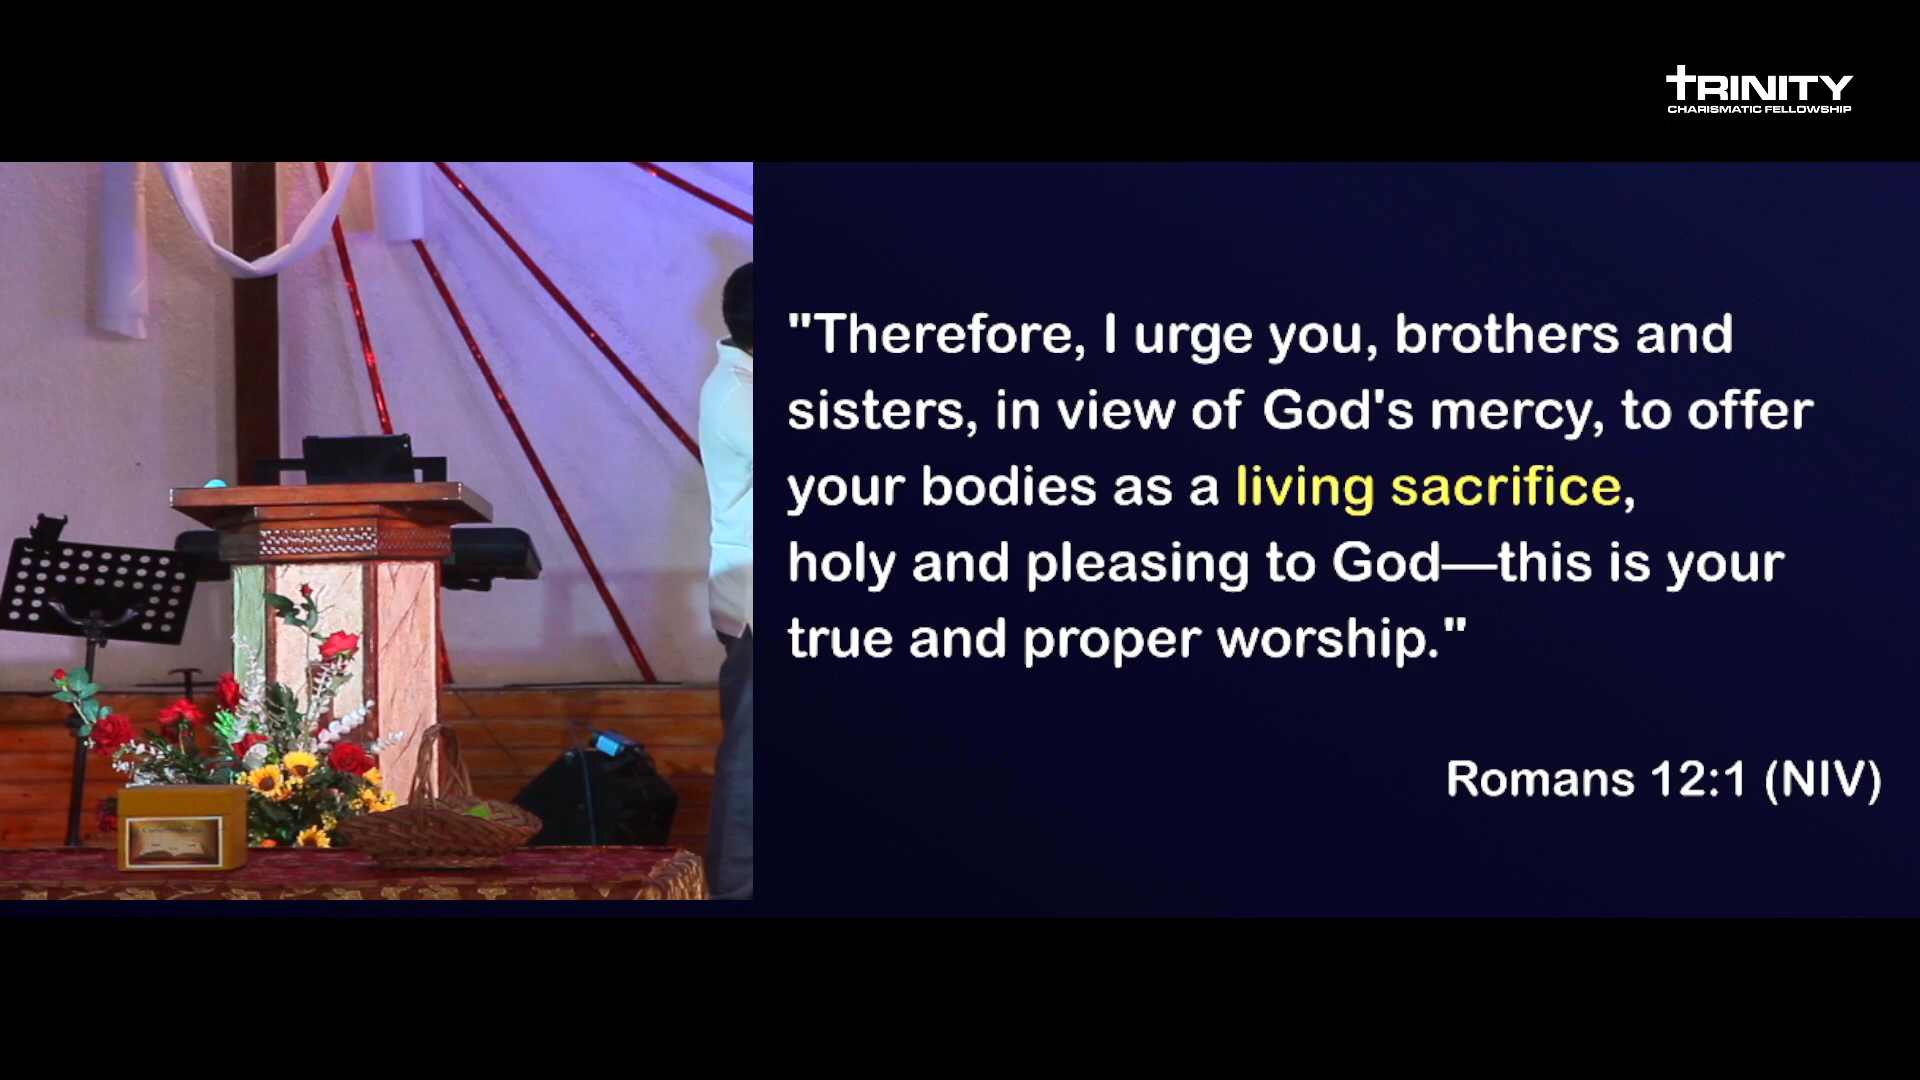 TRINITY
CHARISMATIC FELLOWSHIP
"Therefore, I urge you, brothers and
sisters, in view of God's mercy, to offer
your bodies as a living sacrifice,
holy and pleasing to God—this is your
true and proper worship."
Romans 12:1 (NIV)